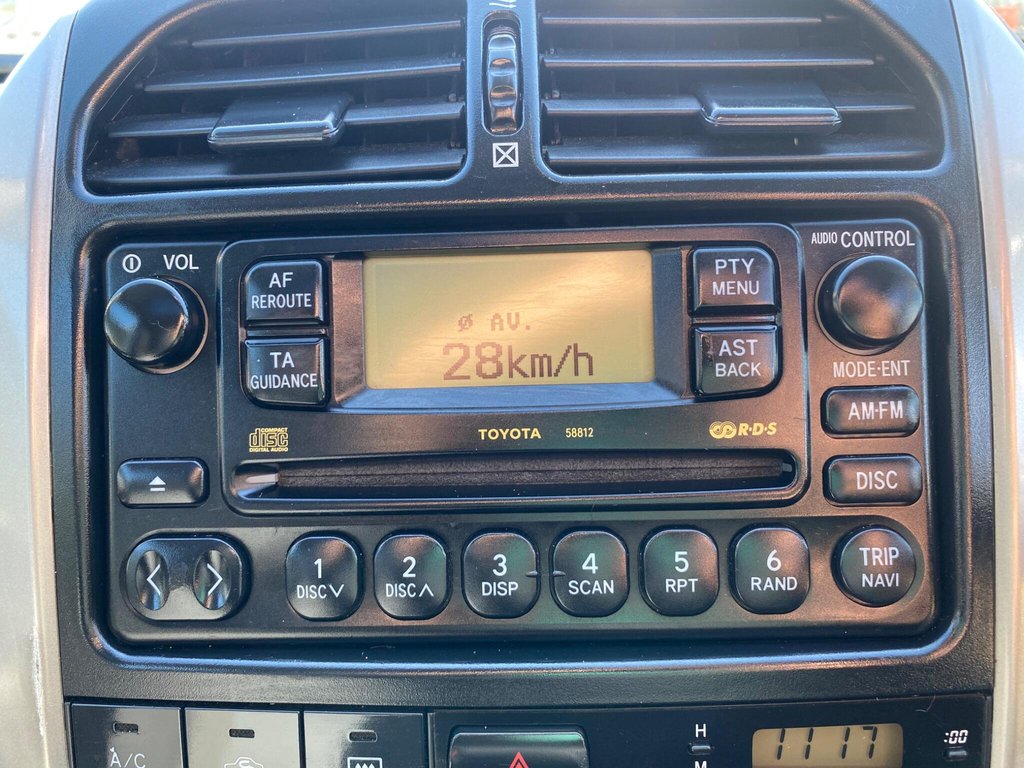 AUDIO CONTROL
VOL
AF
REROUTE
PTY
MENU
ø AV.
28km/h
TA
GUIDANCE
AST
BACK
MODE·ENT
AM·FM
COMPACT
disc
DIGITAL AUDIO
TOYOTA 58812
R·D·S
DISC
1
DISC
2
DISC
3
DISP
4
SCAN
5
RPT
6
RAND
TRIP
NAVI
A/C
H
M
11 17
:00